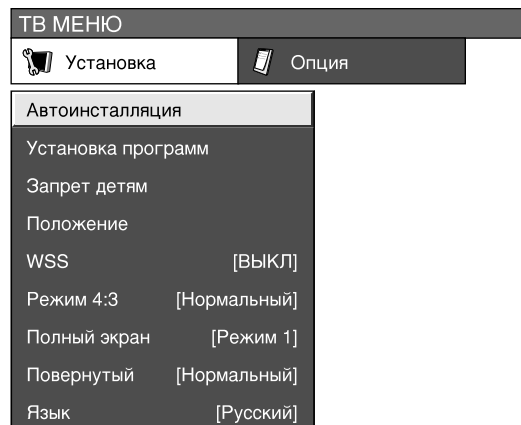 ТВ МЕНЮ
Установка Опция
Автоинсталляция
Установка программ
Запрет детям
Положение
WSS [ВЫКЛ]
Режим 4:3 [Нормальный]
Полный экран [Режим 1]
Повернутый [Нормальный]
Язык [Русский]